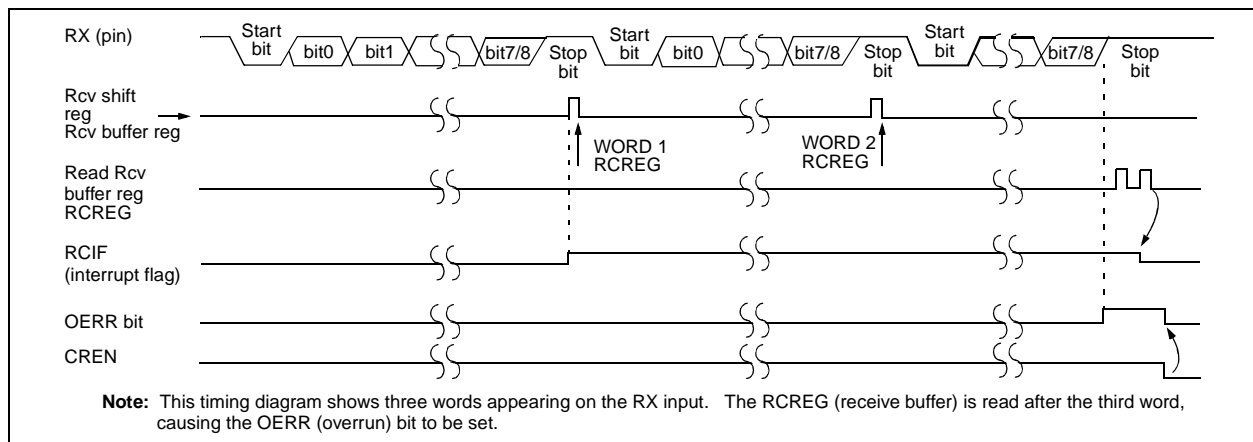 RX (pin)
Start bit
bit0
bit1
bit7/8
Stop bit
Start bit
bit0
bit7/8
Stop bit
Start bit
bit7/8
Stop bit
Rcv shift
reg
Rcv buffer reg
WORD 1
RCREG
WORD 2
RCREG
Read Rcv
buffer reg
RCREG
RCIF
(interrupt flag)
OERR bit
CREN
Note: This timing diagram shows three words appearing on the RX input. The RCREG (receive buffer) is read after the third word,
causing the OERR (overrun) bit to be set.